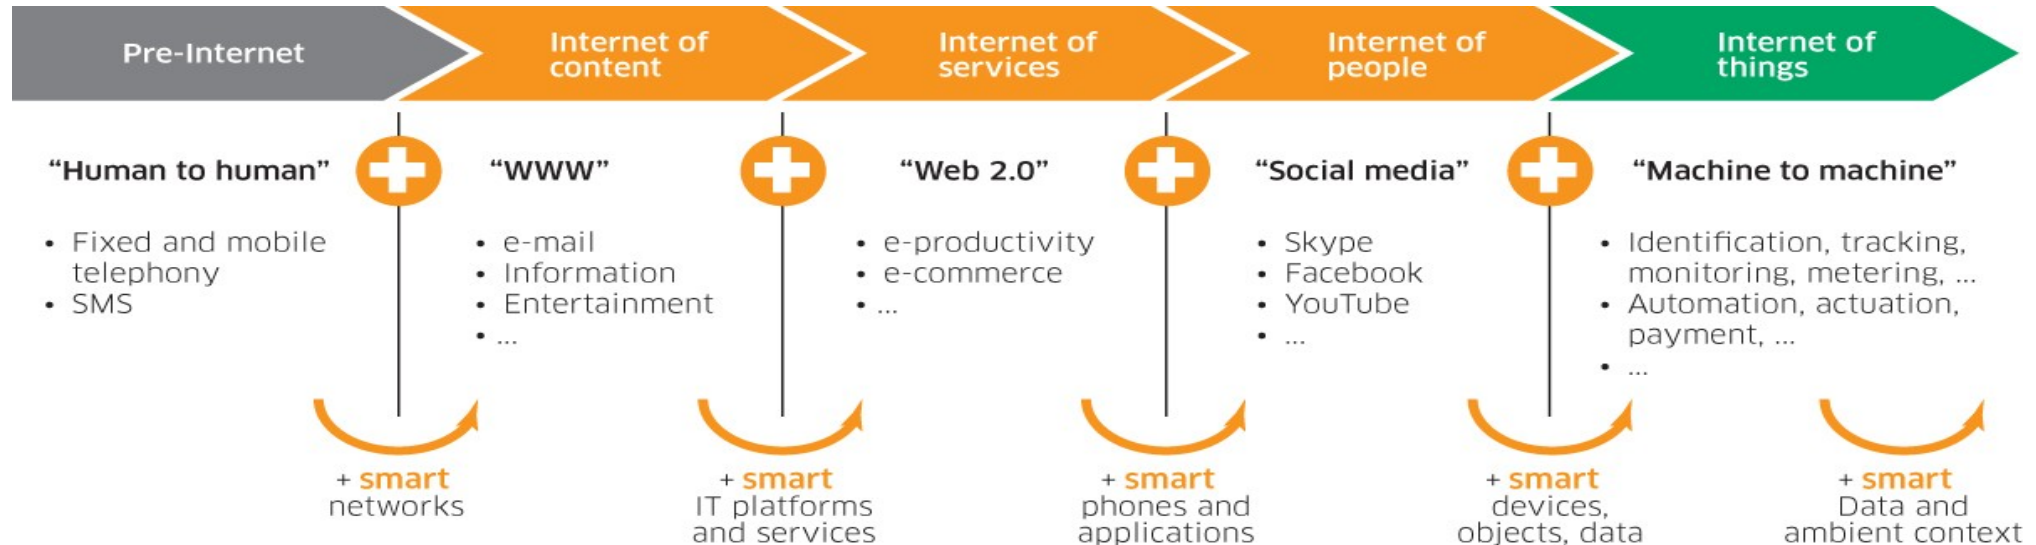 Pre-Internet
Internet of
content
Internet of
services
Internet of
people
Internet of
things
“Human to human”
• Fixed and mobile
telephony
• SMS
“WWW”
• e-mail
• Information
• Entertainment
• ...
“Web 2.0”
• e-productivity
• e-commerce
• ...
“Social media”
• Skype
• Facebook
• YouTube
• ...
“Machine to machine”
• Identification, tracking,
monitoring, metering, ...
• Automation, actuation,
payment, ...
• ...
+ smart
networks
+ smart
IT platforms
and services
+ smart
phones and
applications
+ smart
devices,
objects, data
+ smart
Data and
ambient context